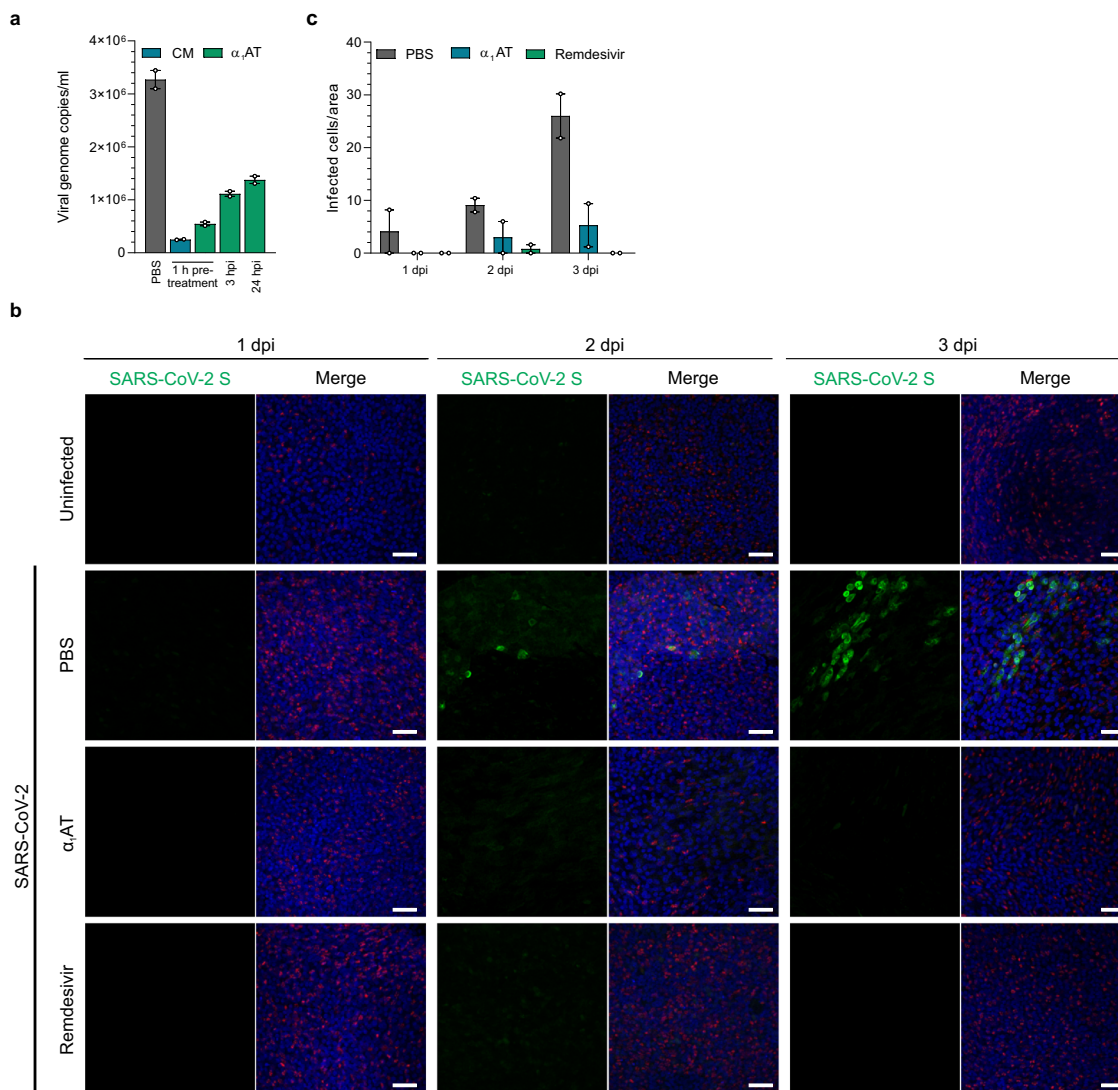 a
CM α₁AT
Viral genome copies/ml
4×10⁶
3×10⁶
2×10⁶
1×10⁶
0
PBS
1 h pre-
treatment
3 hpi
24 hpi
c
PBS α₁AT Remdesivir
Infected cells/area
40
30
20
10
0
1 dpi 2 dpi 3 dpi
b
1 dpi 2 dpi 3 dpi
SARS-CoV-2 S Merge SARS-CoV-2 S Merge SARS-CoV-2 S Merge
Uninfected
SARS-CoV-2
PBS
α₁AT
Remdesivir